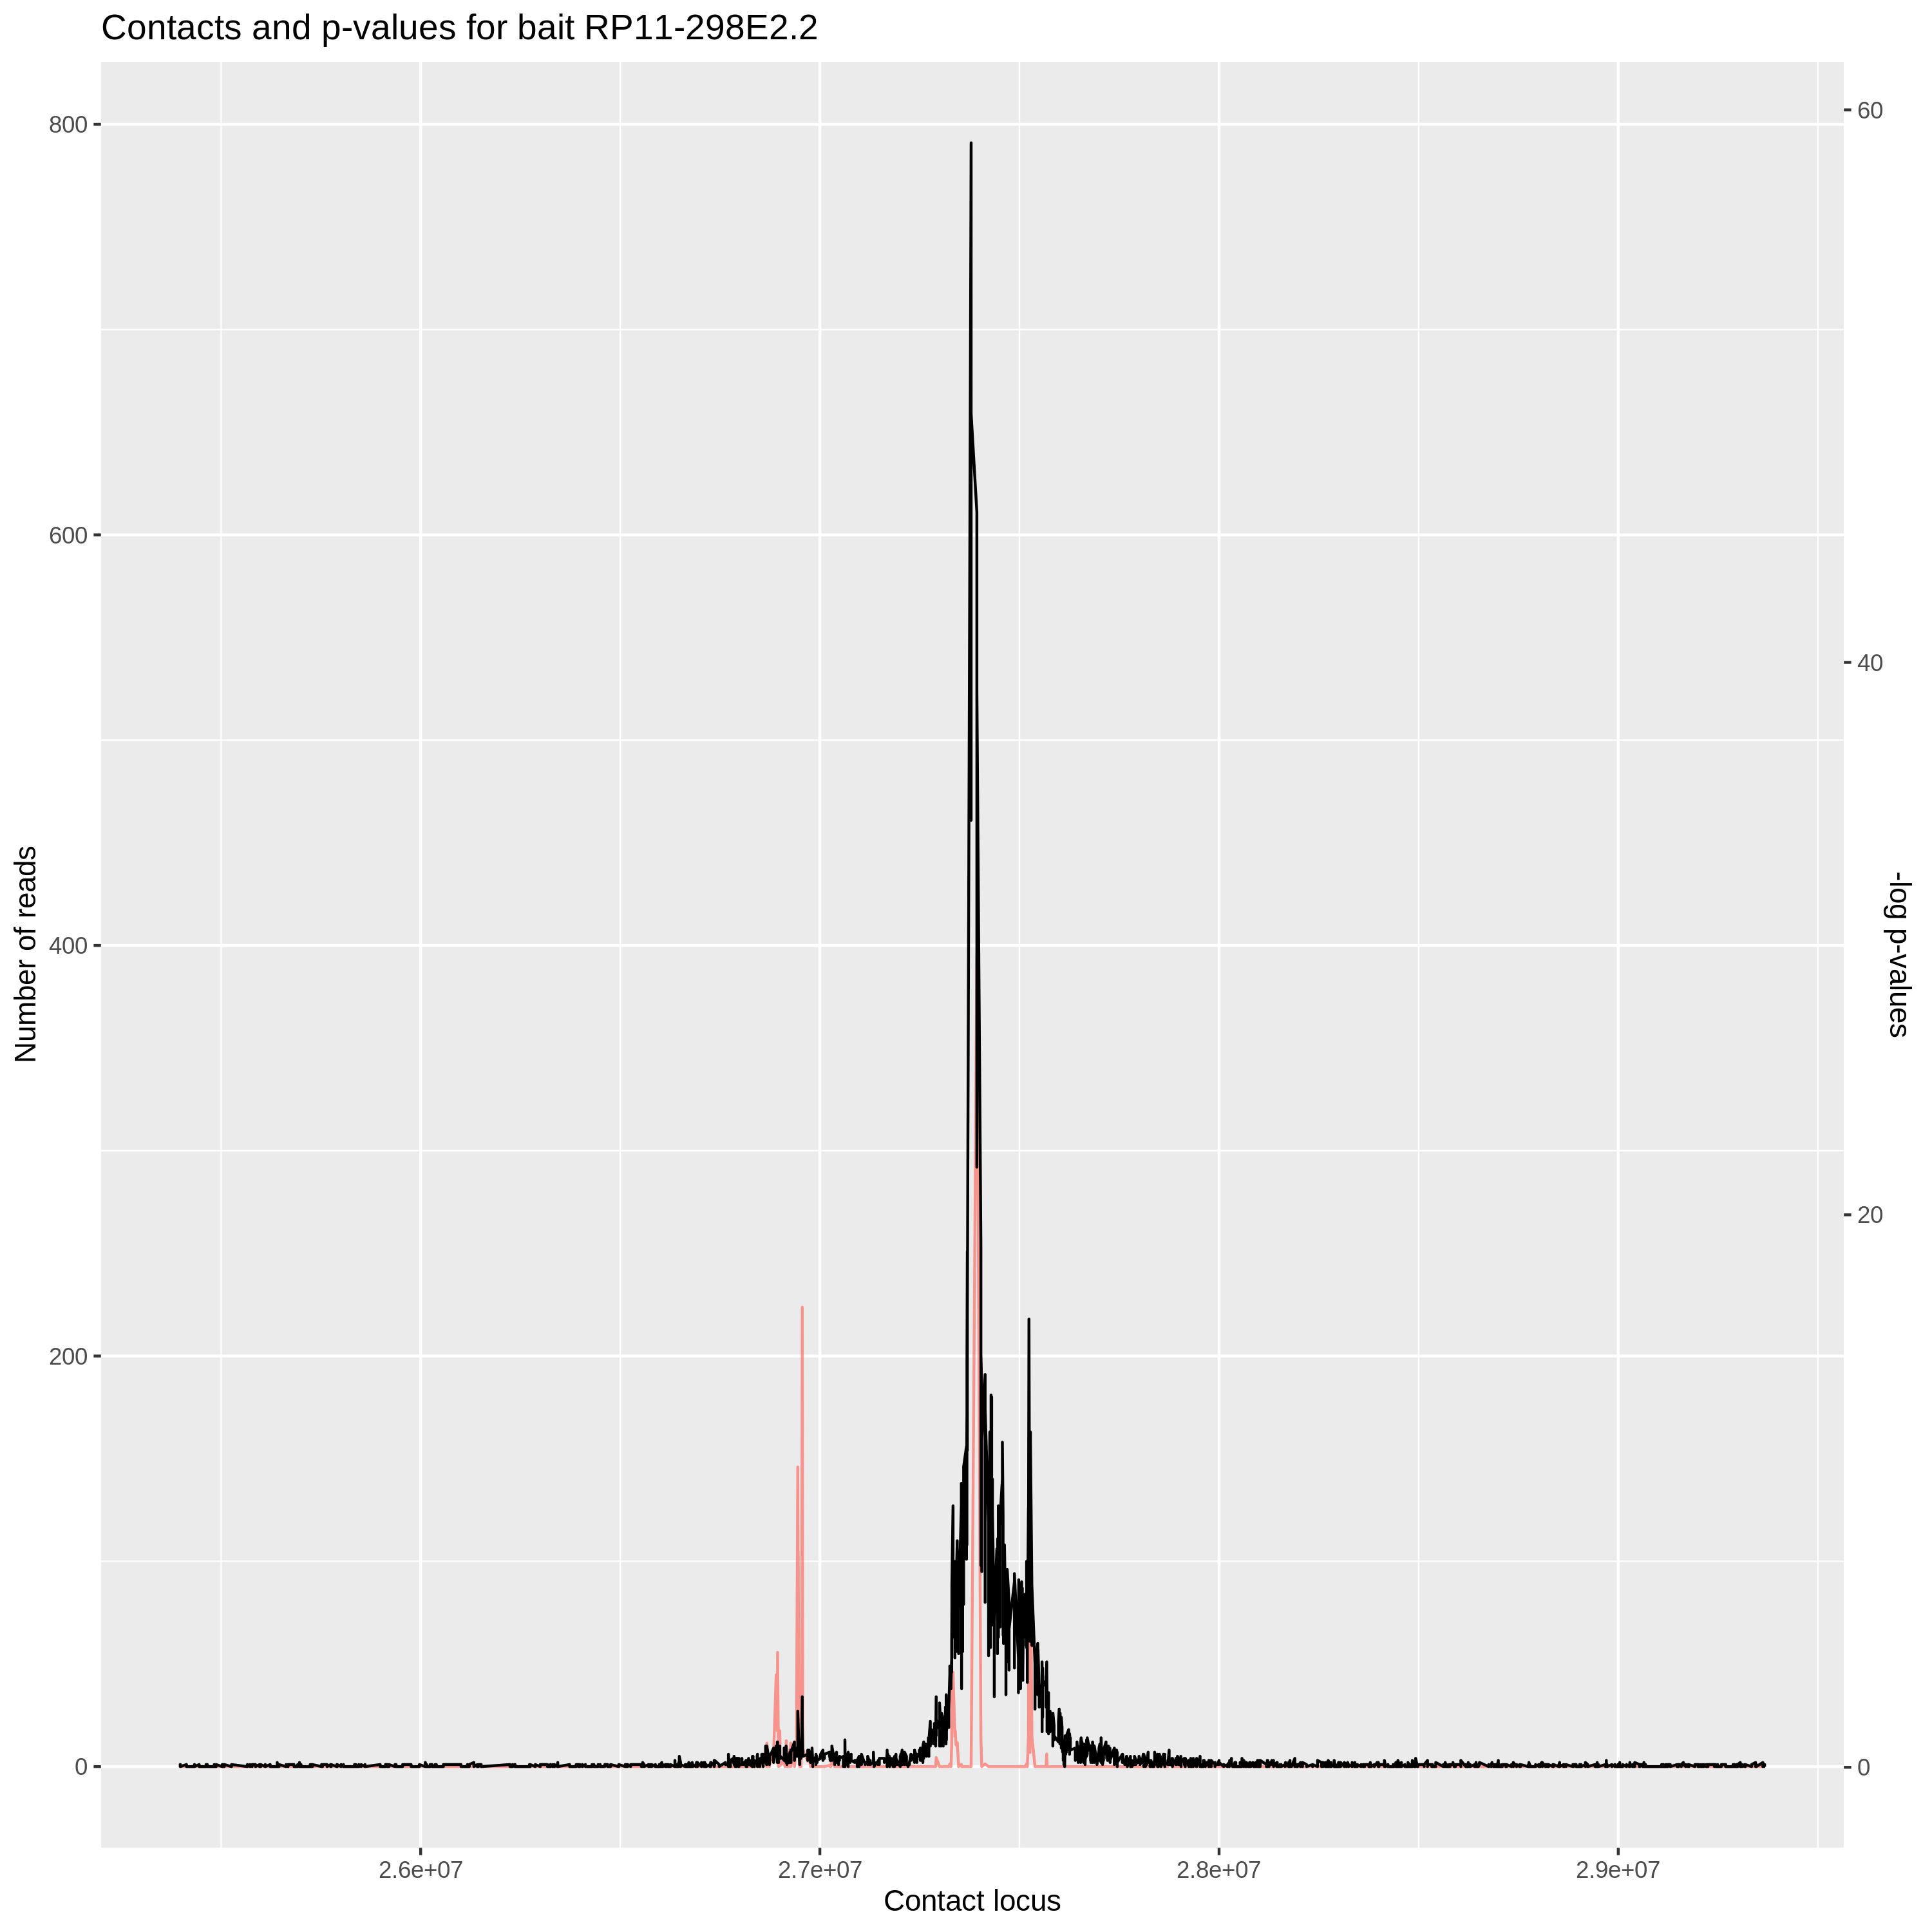 Contacts and p-values for bait RP11-298E2.2
800
600
400
200
0
60
40
20
0
Number of reads
-log p-values
2.6e+07
2.7e+07
2.8e+07
2.9e+07
Contact locus